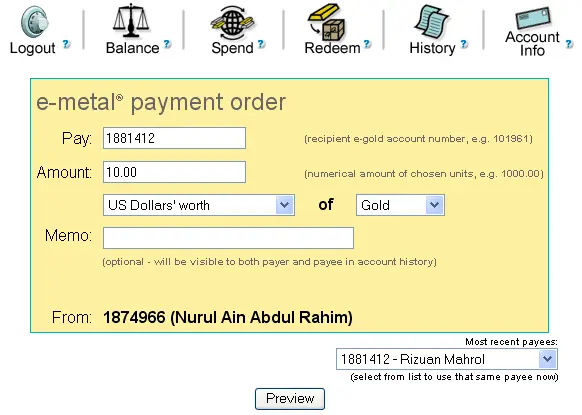 Logout ? Balance ? Spend ? Redeem ? History ? Account Info ?
e-metal® payment order
Pay: 1881412 (recipient e-gold account number, e.g. 101961)
Amount: 10.00 (numerical amount of chosen units, e.g. 1000.00)
US Dollars' worth of Gold
Memo:
(optional - will be visible to both payer and payee in account history)
From: 1874966 (Nurul Ain Abdul Rahim)
Most recent payees:
1881412 - Rizuan Mahrol
(select from list to use that same payee now)
Preview